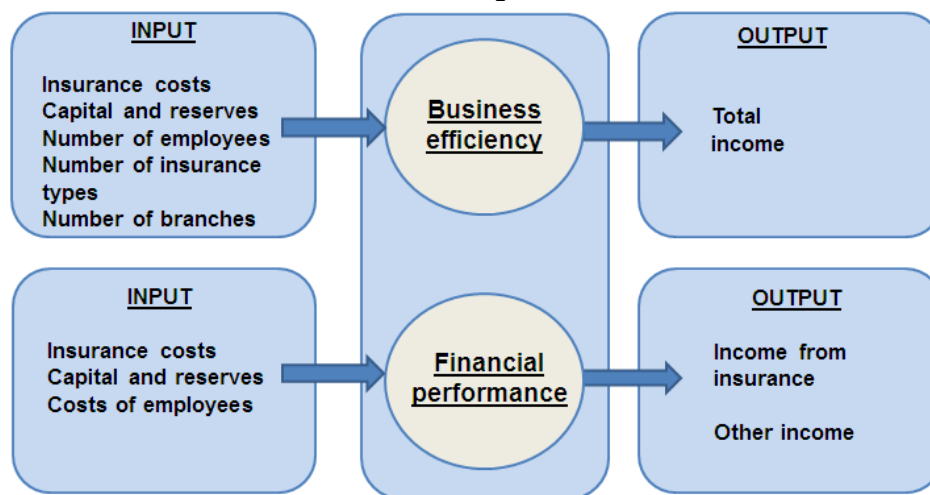 INPUT
Insurance costs
Capital and reserves
Number of employees
Number of insurance
types
Number of branches
Business
efficiency
OUTPUT
Total
income
INPUT
Insurance costs
Capital and reserves
Costs of employees
Financial
performance
OUTPUT
Income from
insurance
Other income